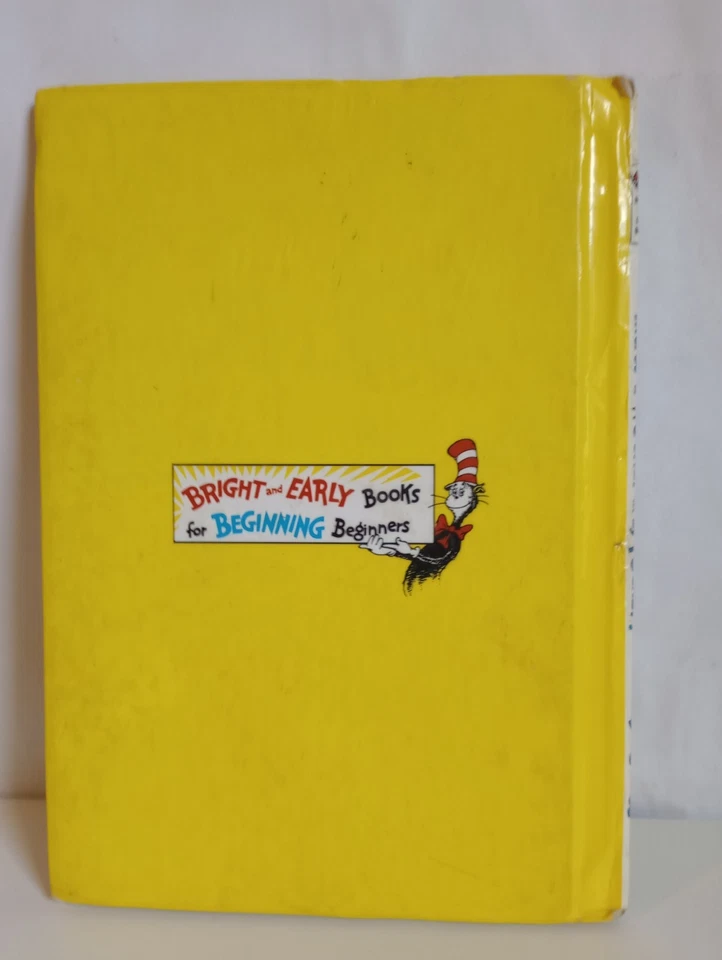 BRIGHT and EARLY Books
for BEGINNING Beginners